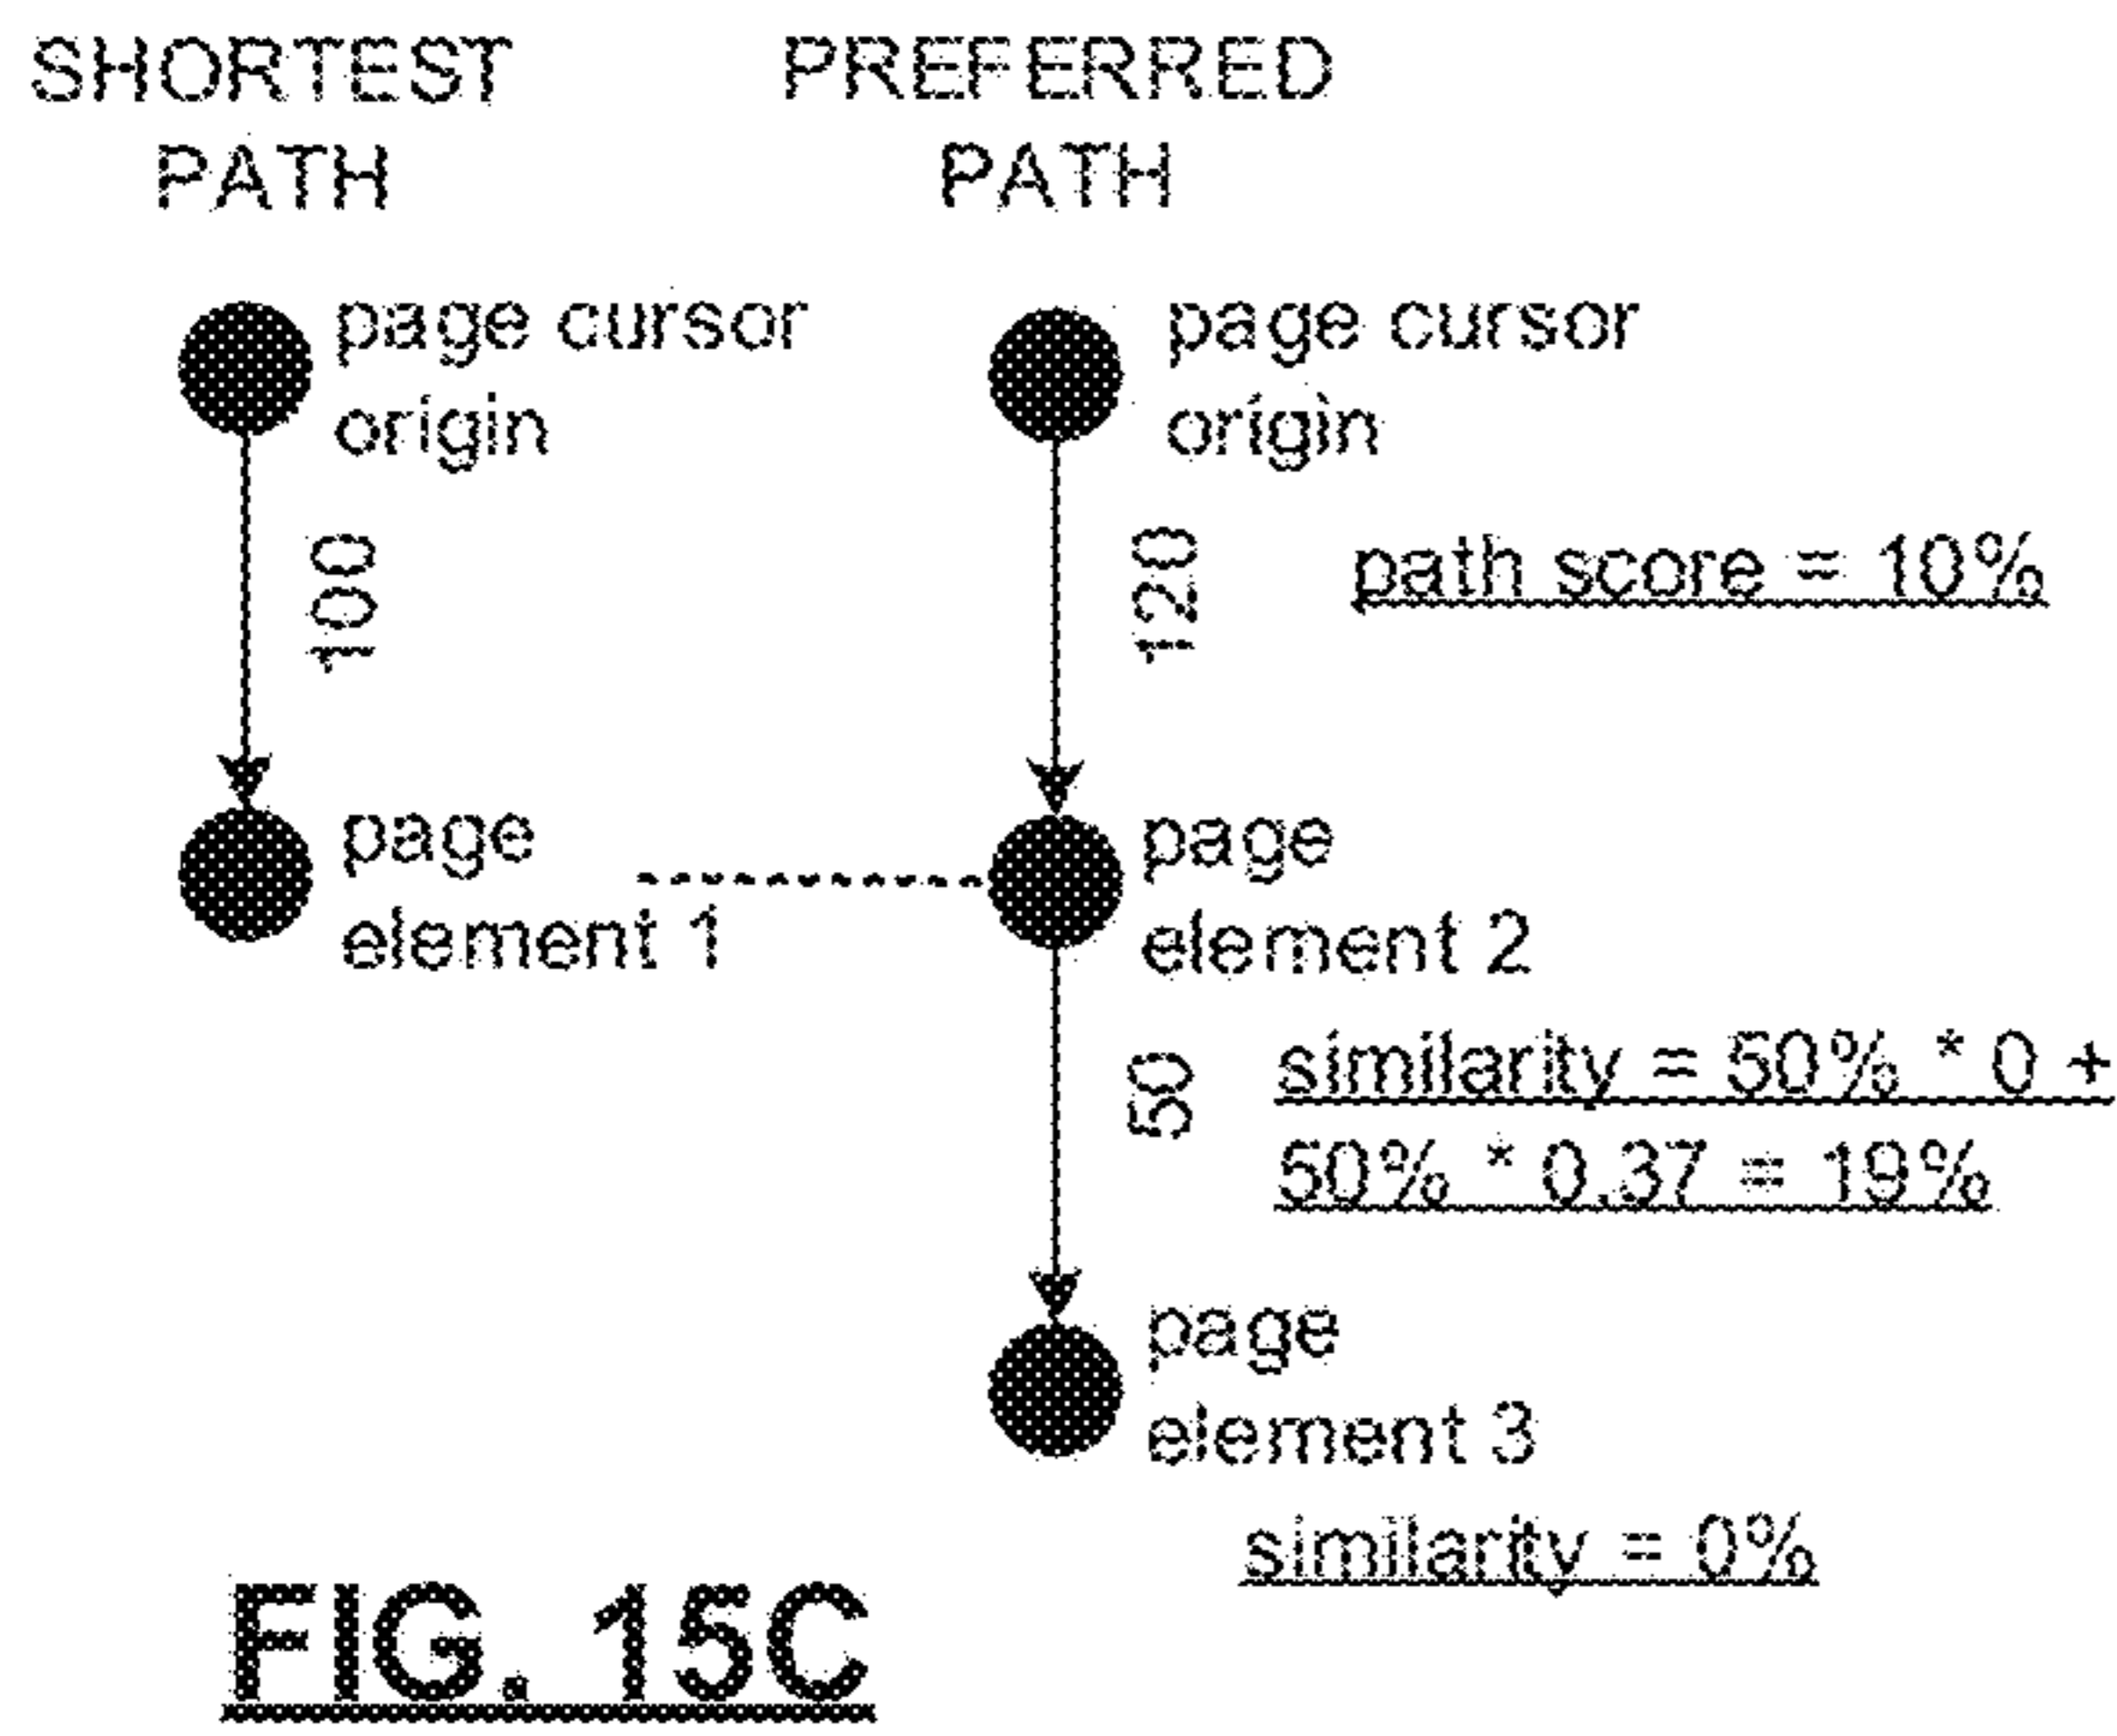 SHORTEST
PATH
PREFERRED
PATH
page cursor
origin
page cursor
origin
100
120
path score = 10%
page
element 1
page
element 2
50
similarity = 50% * 0 +
50% * 0.37 = 19%
page
element 3
similarity = 0%
FIG. 15C